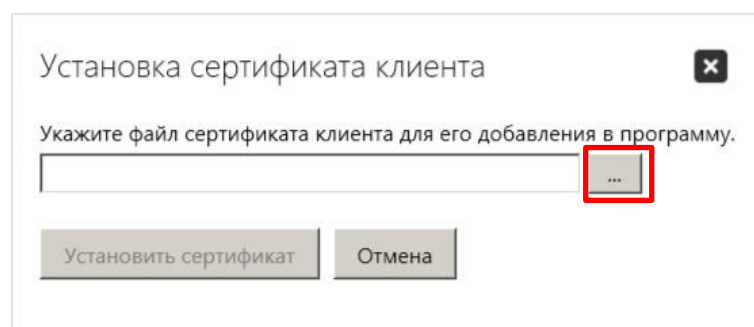 Установка сертификата клиента
Укажите файл сертификата клиента для его добавления в программу.
...
Установить сертификат
Отмена